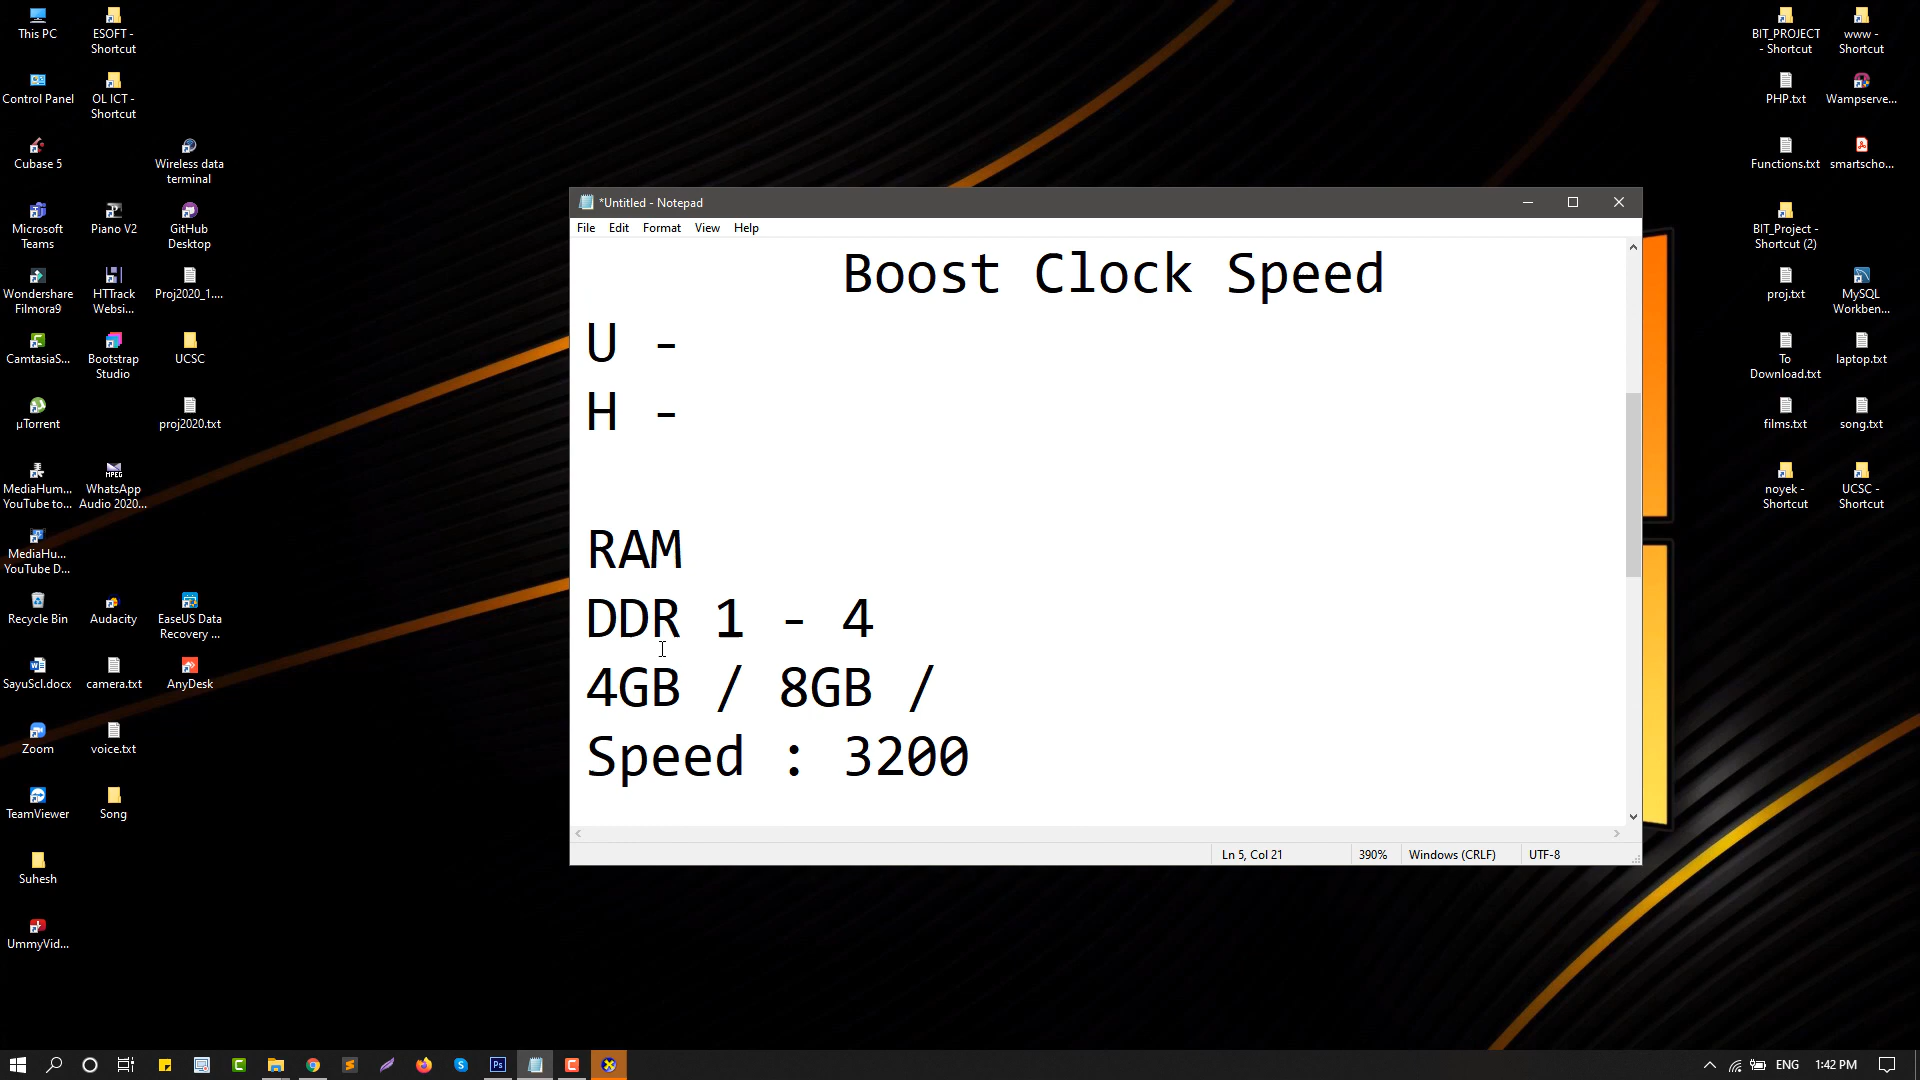 This PC
ESOFT -
Shortcut
Control Panel
OL ICT -
Shortcut
Cubase 5
Wireless data
terminal
Microsoft
Teams
Piano V2
GitHub
Desktop
Wondershare
Filmora9
HTTrack
Websi...
Proj2020_1....
CamtasiaS...
Bootstrap
Studio
UCSC
µTorrent
proj2020.txt
MediaHum...
YouTube to...
MPEG
WhatsApp
Audio 2020...
MediaHu...
YouTube D...
Recycle Bin
Audacity
EaseUS Data
Recovery ...
SayuScl.docx
camera.txt
AnyDesk
Zoom
voice.txt
TeamViewer
Song
Suhesh
UmmyVid...
*Untitled - Notepad
File Edit Format View Help
Boost Clock Speed
U -
H -
RAM
DDR 1 - 4
4GB / 8GB /
Speed : 3200
Ln 5, Col 21
390%
Windows (CRLF)
UTF-8
BIT_PROJECT
- Shortcut
www -
Shortcut
PHP.txt
Wampserve...
Functions.txt
smartscho...
BIT_Project -
Shortcut (2)
proj.txt
MySQL
Workben...
To
Download.txt
laptop.txt
films.txt
song.txt
noyek -
Shortcut
UCSC -
Shortcut
Ps
ENG
1:42 PM